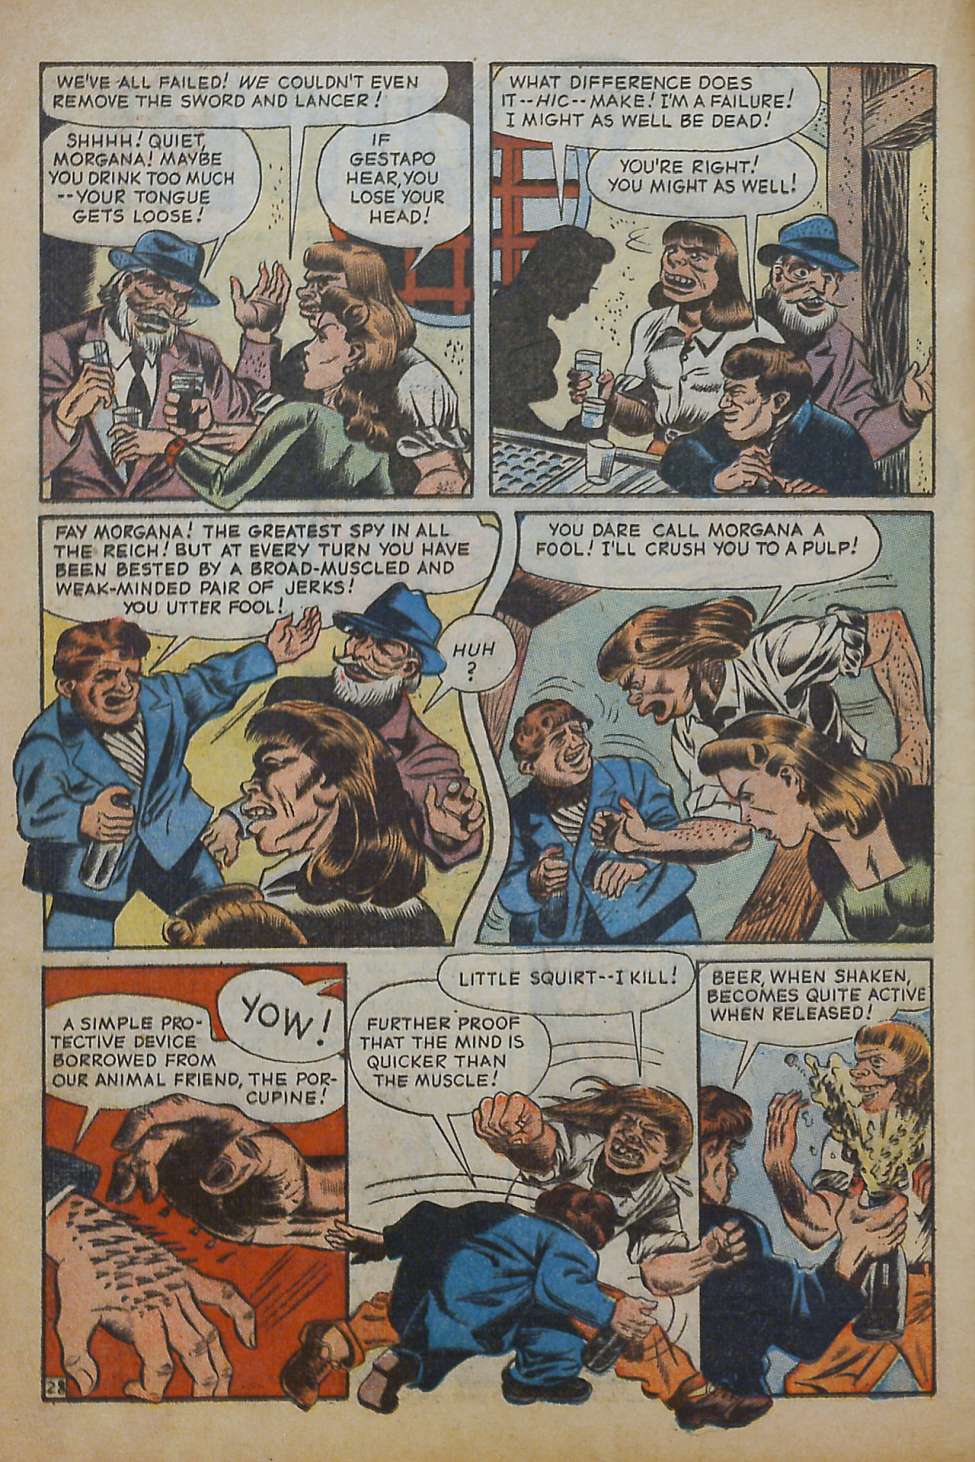 WE'VE ALL FAILED! WE COULDN'T EVEN
REMOVE THE SWORD AND LANCER!
SHHHH! QUIET,
MORGANA! MAYBE
YOU DRINK TOO MUCH
--YOUR TONGUE
GETS LOOSE!
IF
GESTAPO
HEAR, YOU
LOSE YOUR
HEAD!
WHAT DIFFERENCE DOES
IT--HIC--MAKE! I'M A FAILURE!
I MIGHT AS WELL BE DEAD!
YOU'RE RIGHT!
YOU MIGHT AS WELL!
FAY MORGANA! THE GREATEST SPY IN ALL
THE REICH! BUT AT EVERY TURN YOU HAVE
BEEN BESTED BY A BROAD-MUSCLED AND
WEAK-MINDED PAIR OF JERKS!
YOU UTTER FOOL!
HUH
?
YOU DARE CALL MORGANA A
FOOL! I'LL CRUSH YOU TO A PULP!
A SIMPLE PRO-
TECTIVE DEVICE
BORROWED FROM
OUR ANIMAL FRIEND, THE POR-
CUPINE!
YOW!
LITTLE SQUIRT--I KILL!
FURTHER PROOF
THAT THE MIND IS
QUICKER THAN
THE MUSCLE!
BEER, WHEN SHAKEN,
BECOMES QUITE ACTIVE
WHEN RELEASED!
28